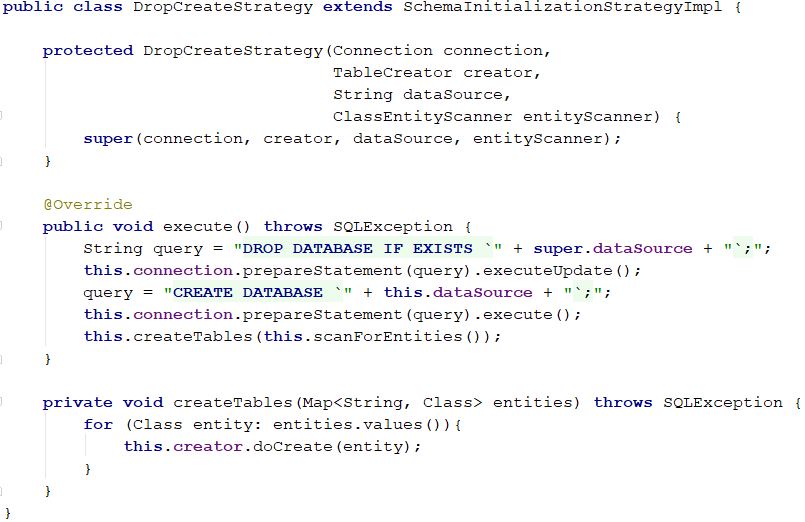 public class DropCreateStrategy extends SchemaInitializationStrategyImpl {
protected DropCreateStrategy(Connection connection,
TableCreator creator,
String dataSource,
ClassEntityScanner entityScanner) {
super(connection, creator, dataSource, entityScanner);
}
@Override
public void execute() throws SQLException {
String query = "DROP DATABASE IF EXISTS `" + super.dataSource + "`;";
this.connection.prepareStatement(query).executeUpdate();
query = "CREATE DATABASE `" + this.dataSource + "`;";
this.connection.prepareStatement(query).execute();
this.createTables(this.scanForEntities());
}
private void createTables(Map<String, Class> entities) throws SQLException {
for (Class entity: entities.values()){
this.creator.doCreate(entity);
}
}
}